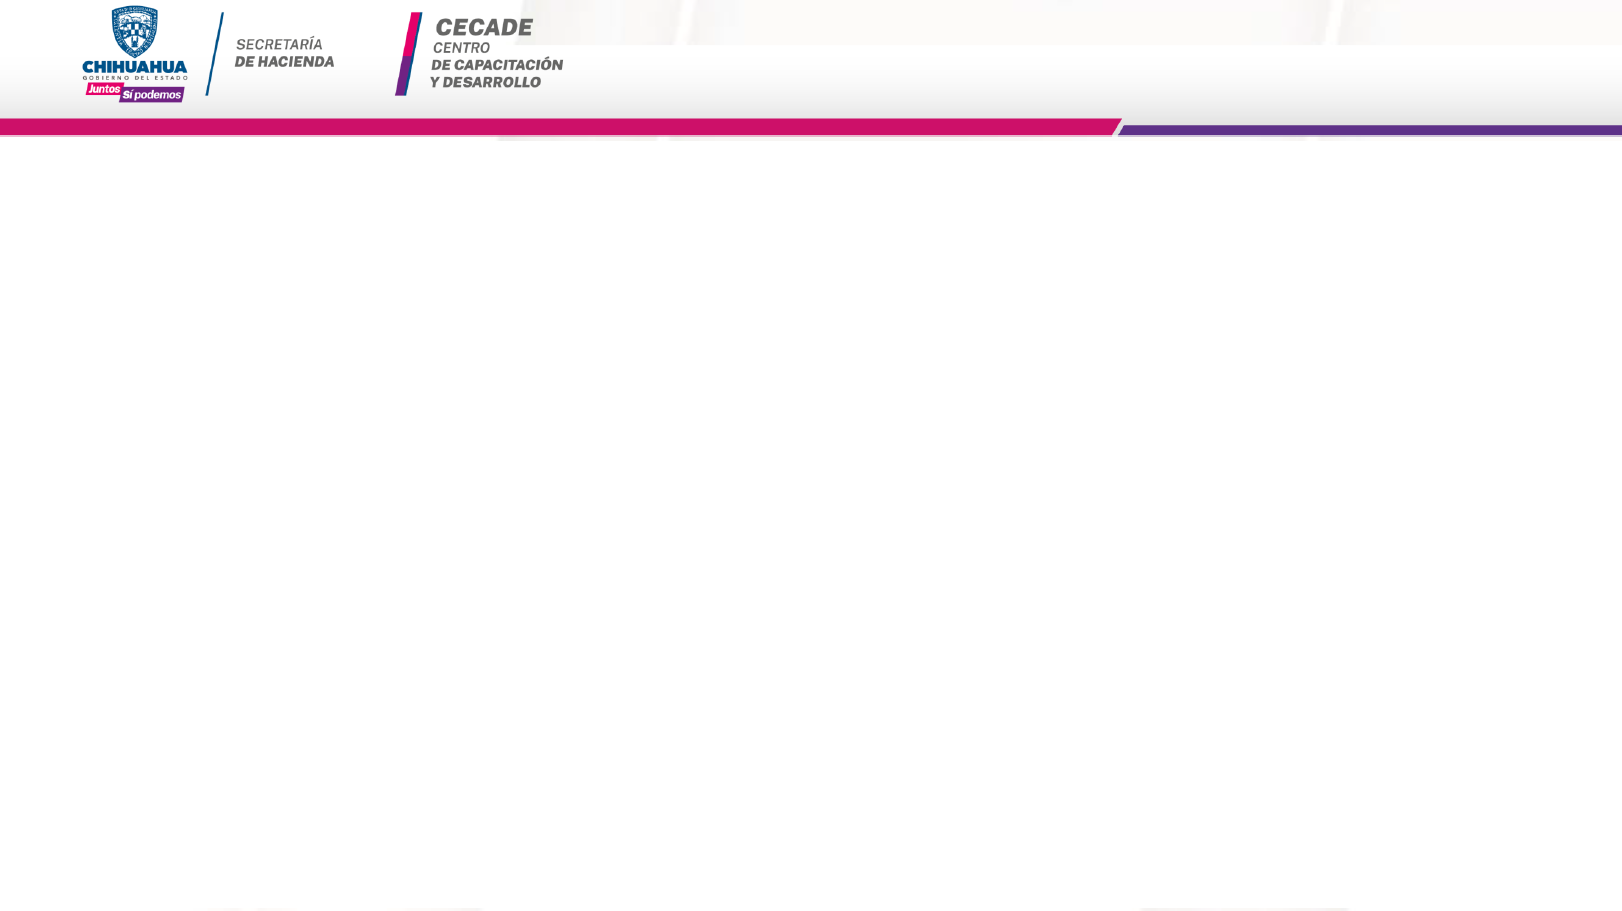 CHIHUAHUA
GOBIERNO DEL ESTADO
Juntos
Sí podemos
SECRETARÍA
DE HACIENDA
CECADE
CENTRO
DE CAPACITACIÓN
Y DESARROLLO